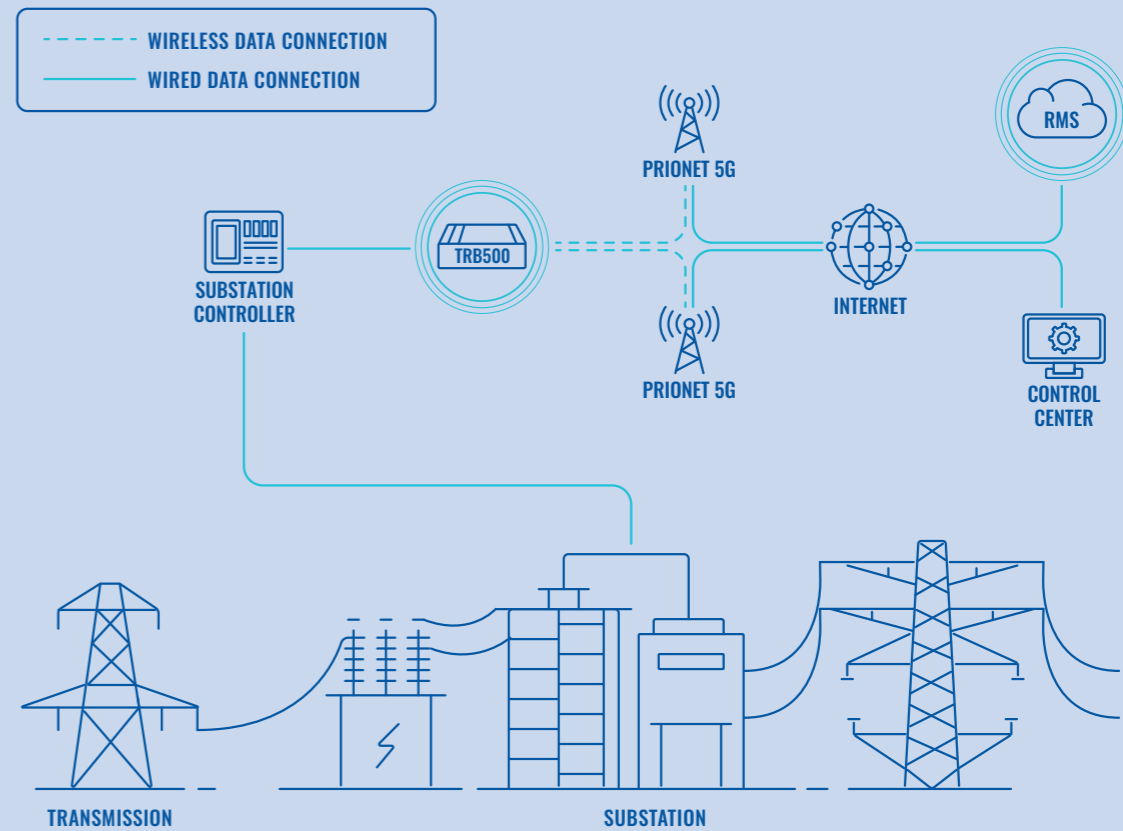 WIRELESS DATA CONNECTION
WIRED DATA CONNECTION
RMS
PRIONET 5G
TRB500
SUBSTATION
CONTROLLER
INTERNET
PRIONET 5G
CONTROL
CENTER
TRANSMISSION
SUBSTATION